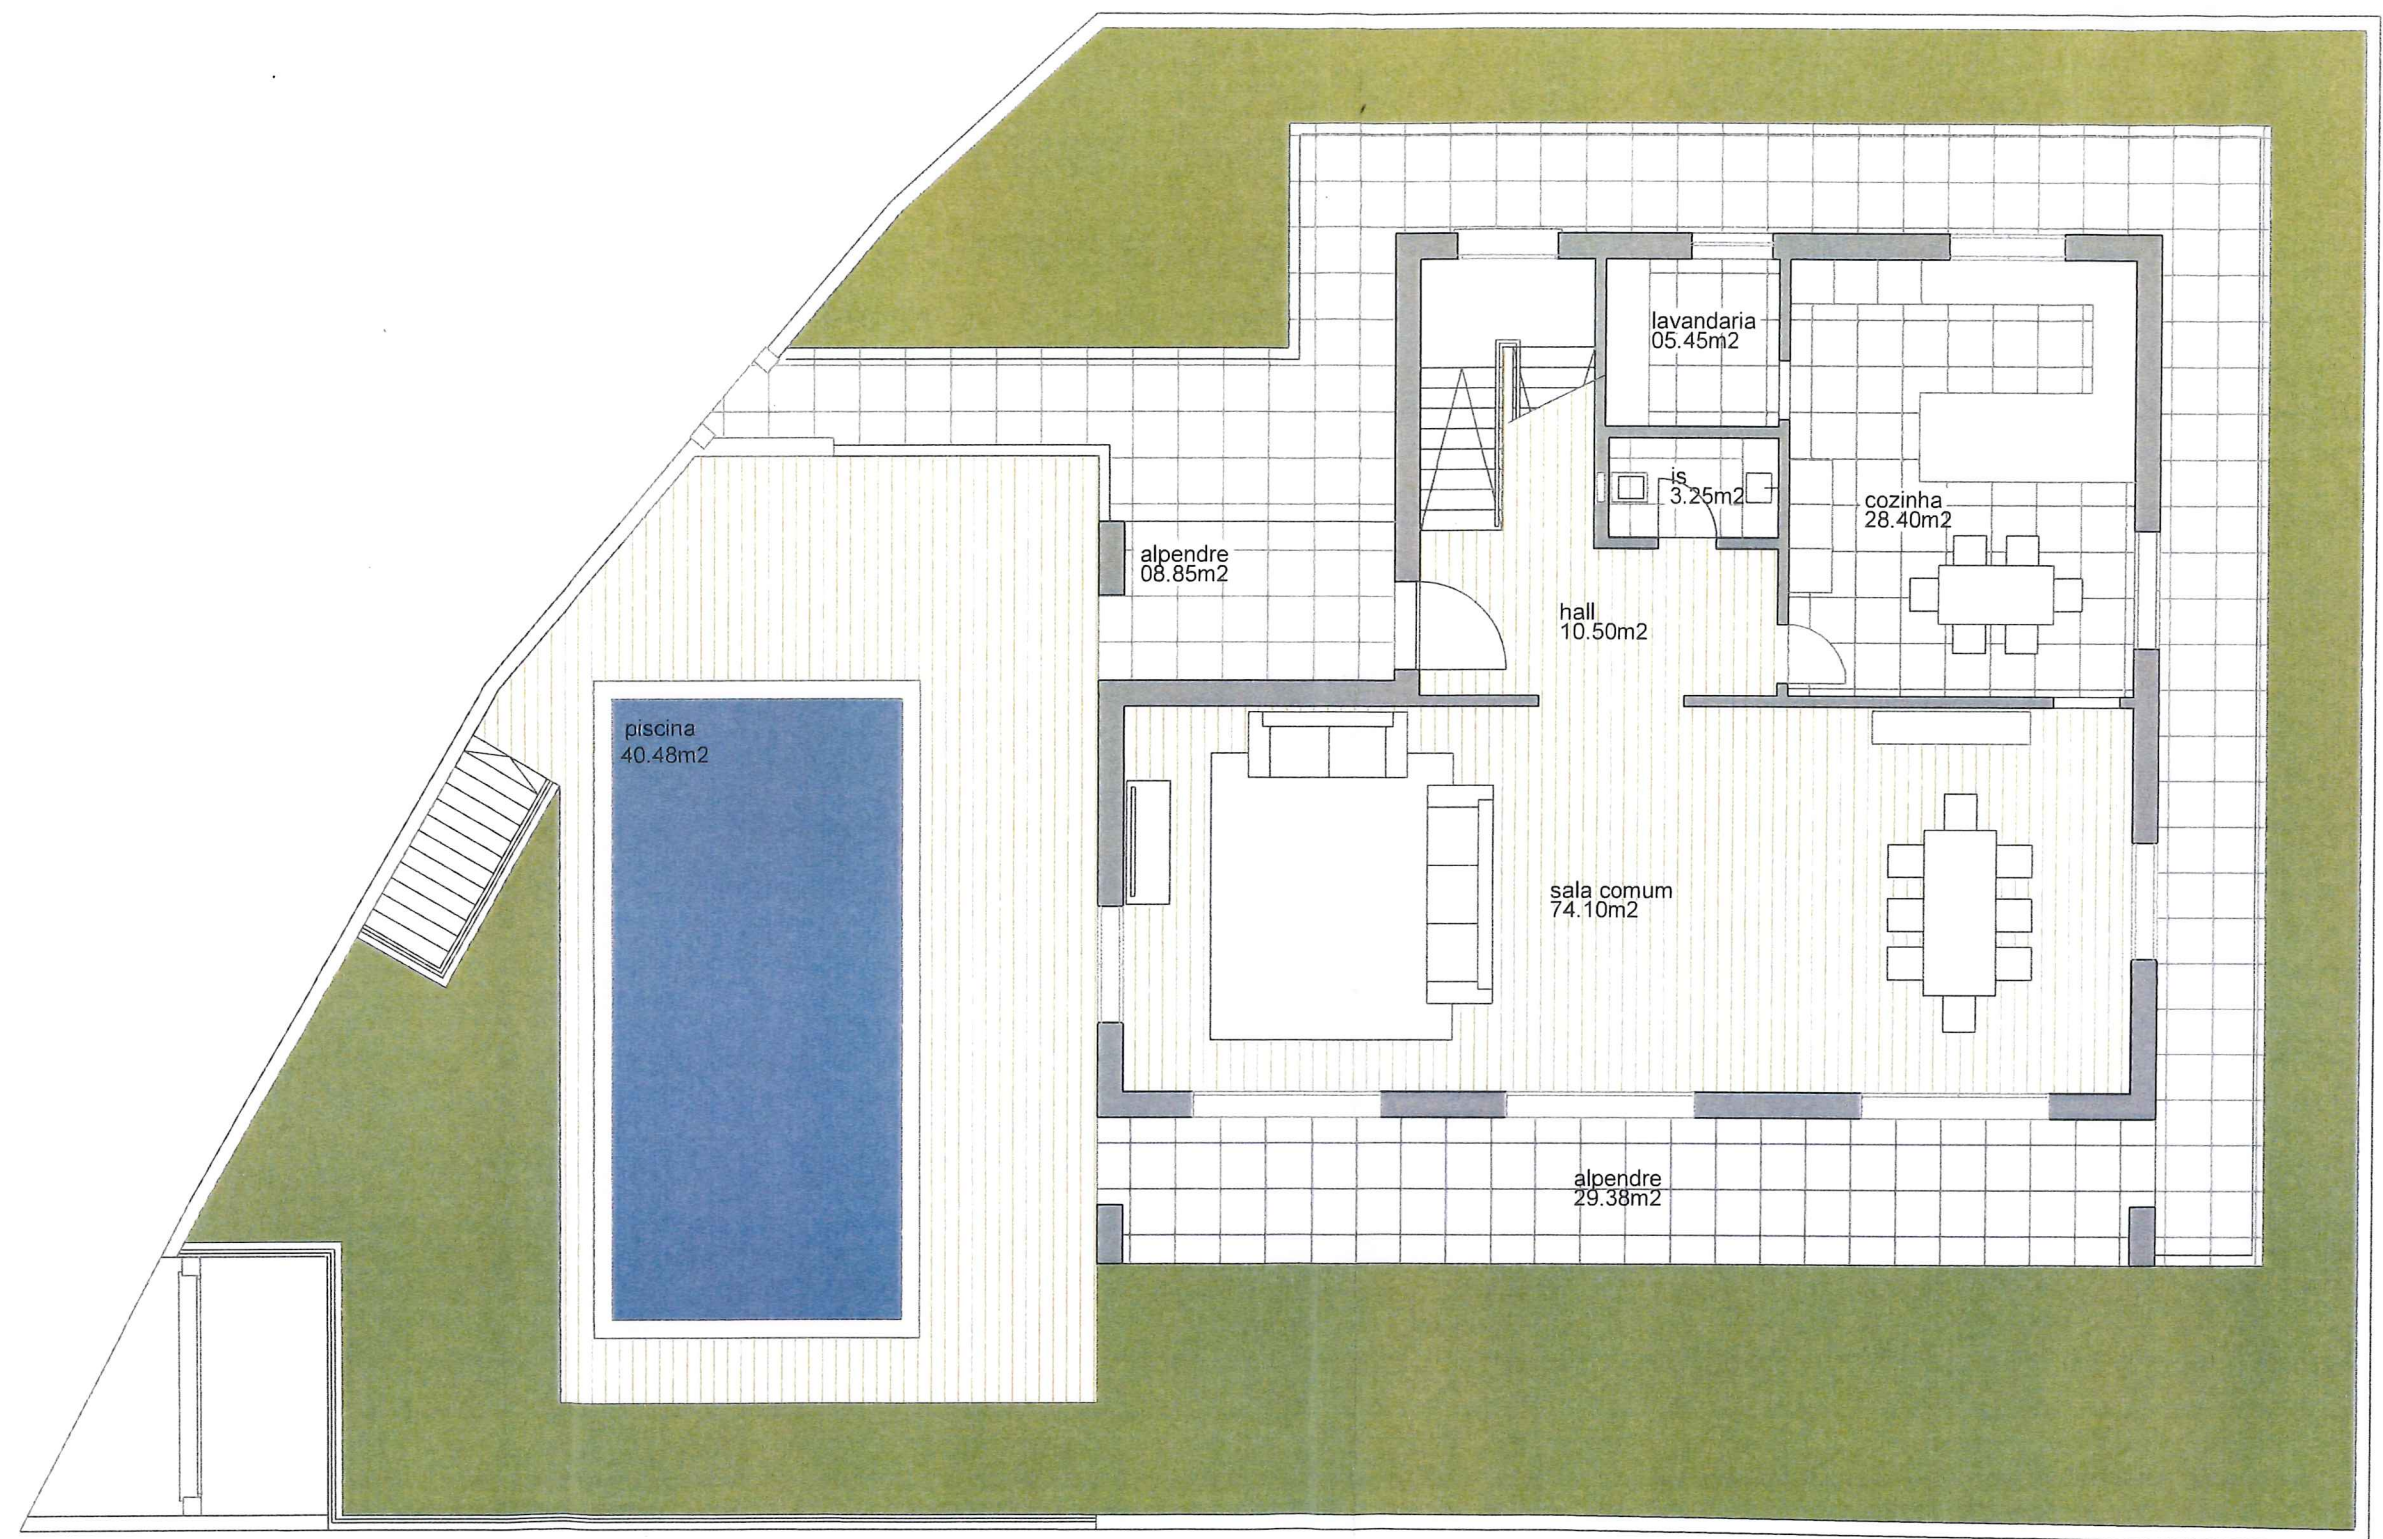 lavandaria
05.45m2
is
3.25m2
cozinha
28.40m2
alpendre
08.85m2
hall
10.50m2
piscina
40.48m2
sala comum
74.10m2
alpendre
29.38m2